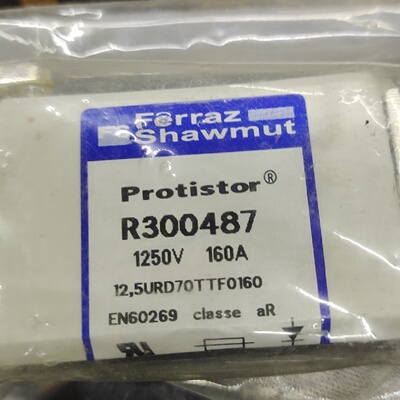 Ferraz
Shawmut
Protistor®
R300487
1250V 160A
12,5URD70TTF0160
EN60269 classe aR